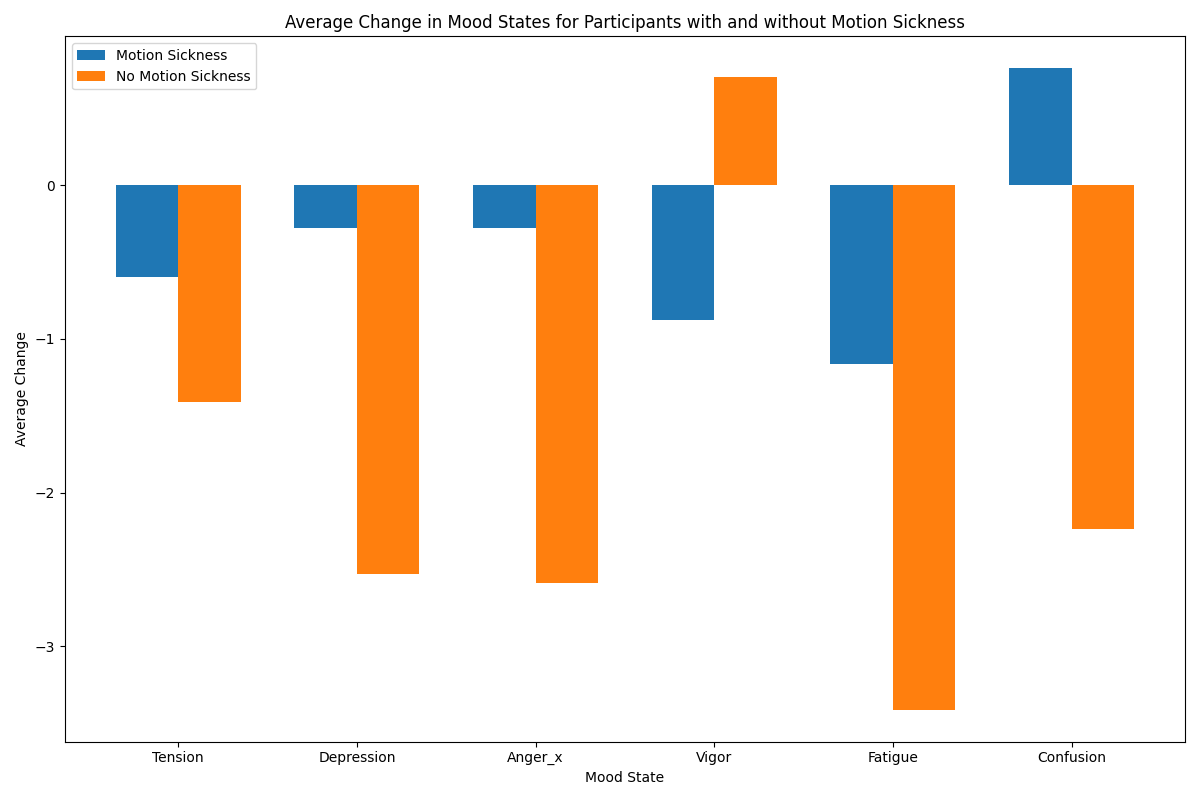 Average Change in Mood States for Participants with and without Motion Sickness
Motion Sickness
No Motion Sickness
Average Change
0
−1
−2
−3
Tension
Depression
Anger_x
Vigor
Fatigue
Confusion
Mood State